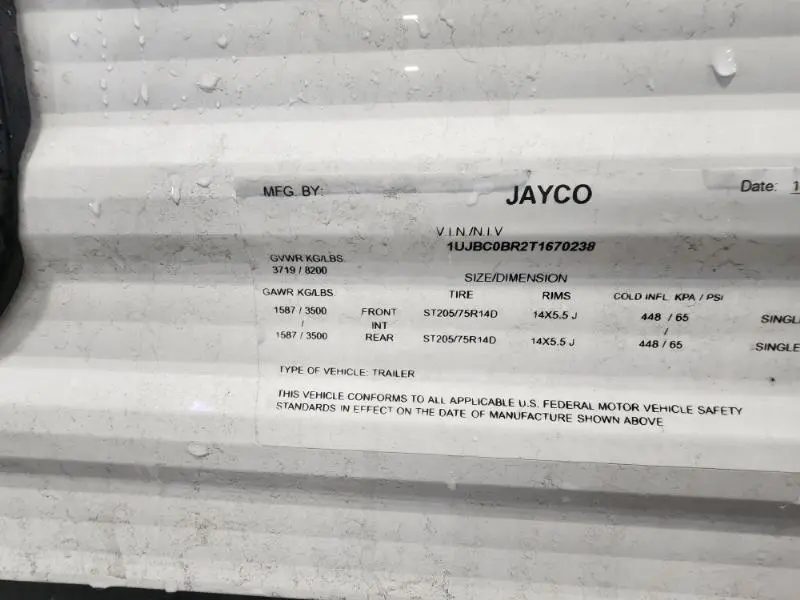 MFG. BY: JAYCO Date: 1
V.I.N./N.I.V
1UJBC0BR2T1670238
GVWR KG/LBS.
3719 / 8200
SIZE/DIMENSION
GAWR KG/LBS. TIRE RIMS COLD INFL. KPA / PSI
1587 / 3500 FRONT ST205/75R14D 14X5.5 J 448 / 65 SINGL
/ INT /
1587 / 3500 REAR ST205/75R14D 14X5.5 J 448 / 65 SINGLE
TYPE OF VEHICLE: TRAILER
THIS VEHICLE CONFORMS TO ALL APPLICABLE U.S. FEDERAL MOTOR VEHICLE SAFETY
STANDARDS IN EFFECT ON THE DATE OF MANUFACTURE SHOWN ABOVE